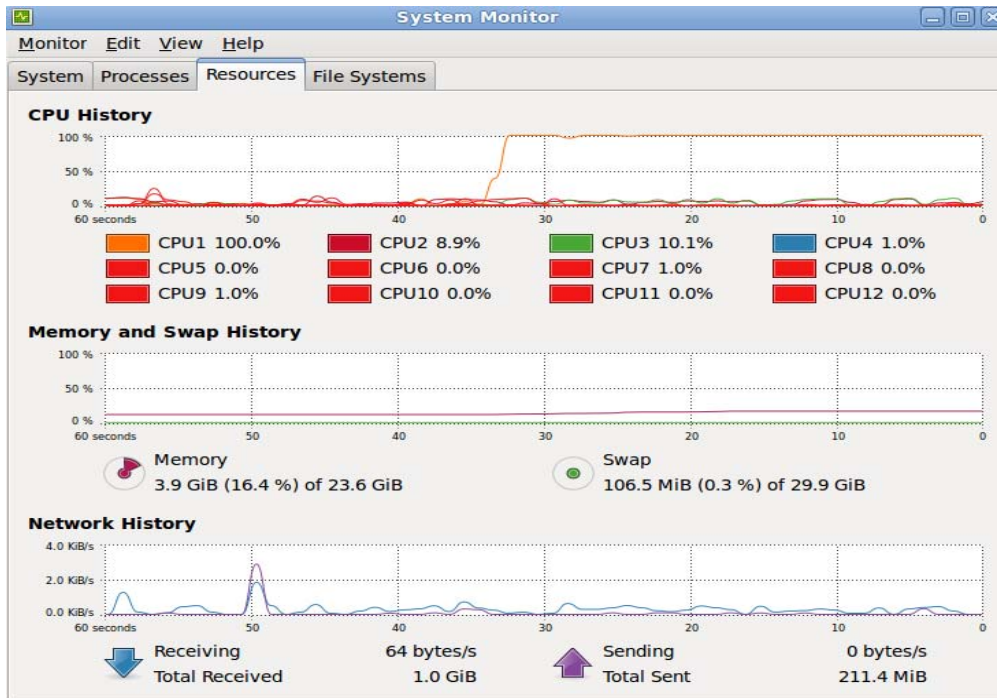 System Monitor
Monitor Edit View Help
System Processes Resources File Systems
CPU History
100 %
50 %
0 %
60 seconds 50 40 30 20 10 0
CPU1 100.0% CPU2 8.9% CPU3 10.1% CPU4 1.0%
CPU5 0.0% CPU6 0.0% CPU7 1.0% CPU8 0.0%
CPU9 1.0% CPU10 0.0% CPU11 0.0% CPU12 0.0%
Memory and Swap History
100 %
50 %
0 %
60 seconds 50 40 30 20 10 0
Memory Swap
3.9 GiB (16.4 %) of 23.6 GiB 106.5 MiB (0.3 %) of 29.9 GiB
Network History
4.0 KiB/s
2.0 KiB/s
0.0 KiB/s
60 seconds 50 40 30 20 10 0
Receiving 64 bytes/s Sending 0 bytes/s
Total Received 1.0 GiB Total Sent 211.4 MiB